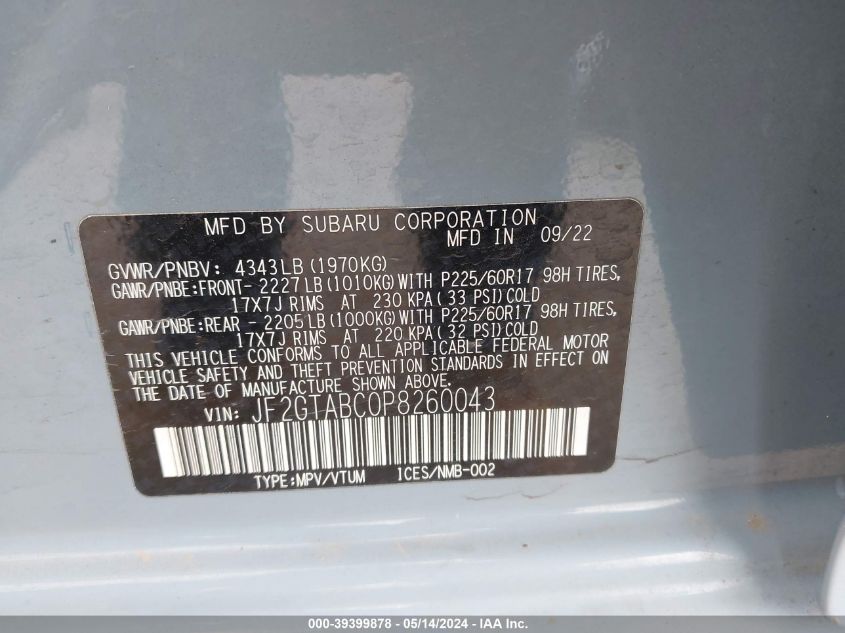 MFD BY SUBARU CORPORATION
MFD IN 09/22
GVWR/PNBV: 4343LB(1970KG)
GAWR/PNBE:FRONT- 2227LB(1010KG)WITH P225/60R17 98H TIRES,
17X7J RIMS AT 230 KPA(33 PSI)COLD
GAWR/PNBE:REAR - 2205LB(1000KG)WITH P225/60R17 98H TIRES,
17X7J RIMS AT 220 KPA(32 PSI)COLD
THIS VEHICLE CONFORMS TO ALL APPLICABLE FEDERAL MOTOR
VEHICLE SAFETY AND THEFT PREVENTION STANDARDS IN EFFECT ON
THE DATE OF MANUFACTURE SHOWN ABOVE.
VIN: JF2GTABC0P8260043
TYPE:MPV/VTUM ICES/NMB-002
000-39399878 / 05/14/2024 - IAA Inc.